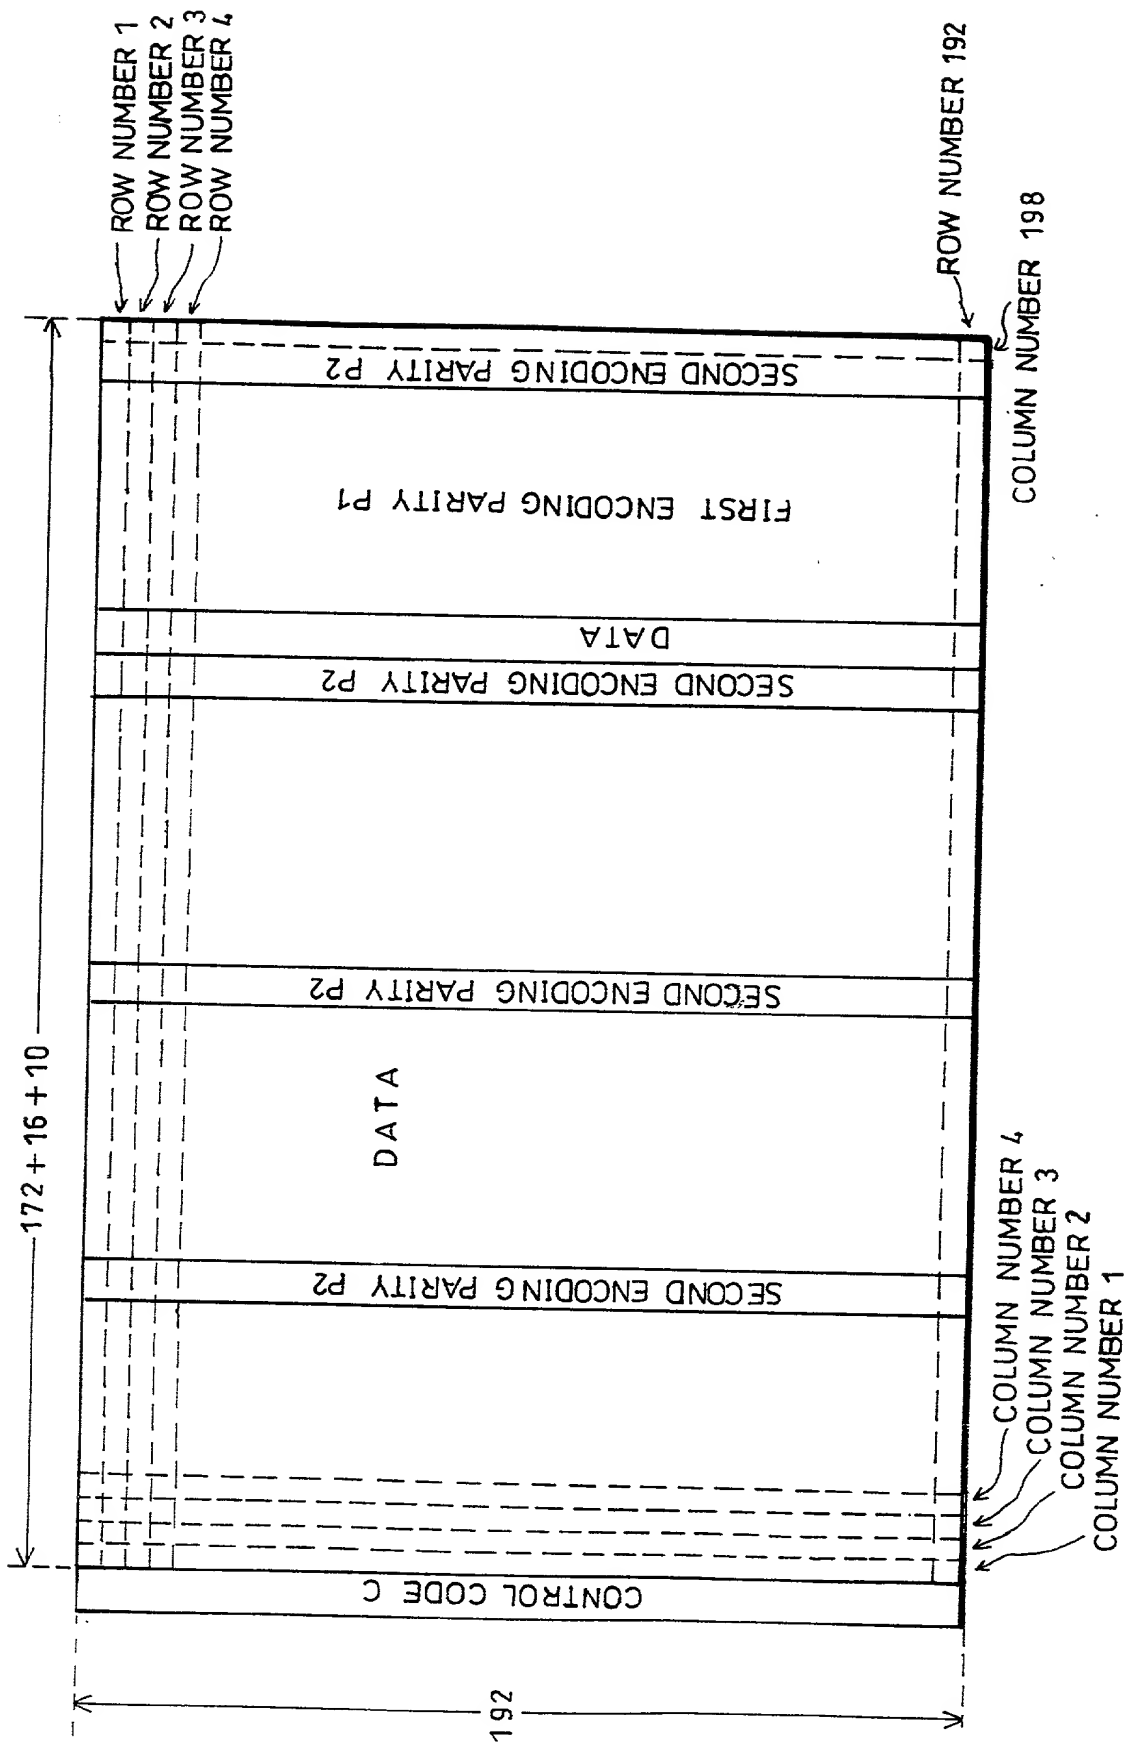 172 + 16 + 10
ROW NUMBER 1
ROW NUMBER 2
ROW NUMBER 3
ROW NUMBER 4
192
CONTROL CODE C
SECOND ENCODING PARITY P2
DATA
SECOND ENCODING PARITY P2
SECOND ENCODING PARITY P2
DATA
FIRST ENCODING PARITY P1
SECOND ENCODING PARITY P2
ROW NUMBER 192
COLUMN NUMBER 198
COLUMN NUMBER 4
COLUMN NUMBER 3
COLUMN NUMBER 2
COLUMN NUMBER 1